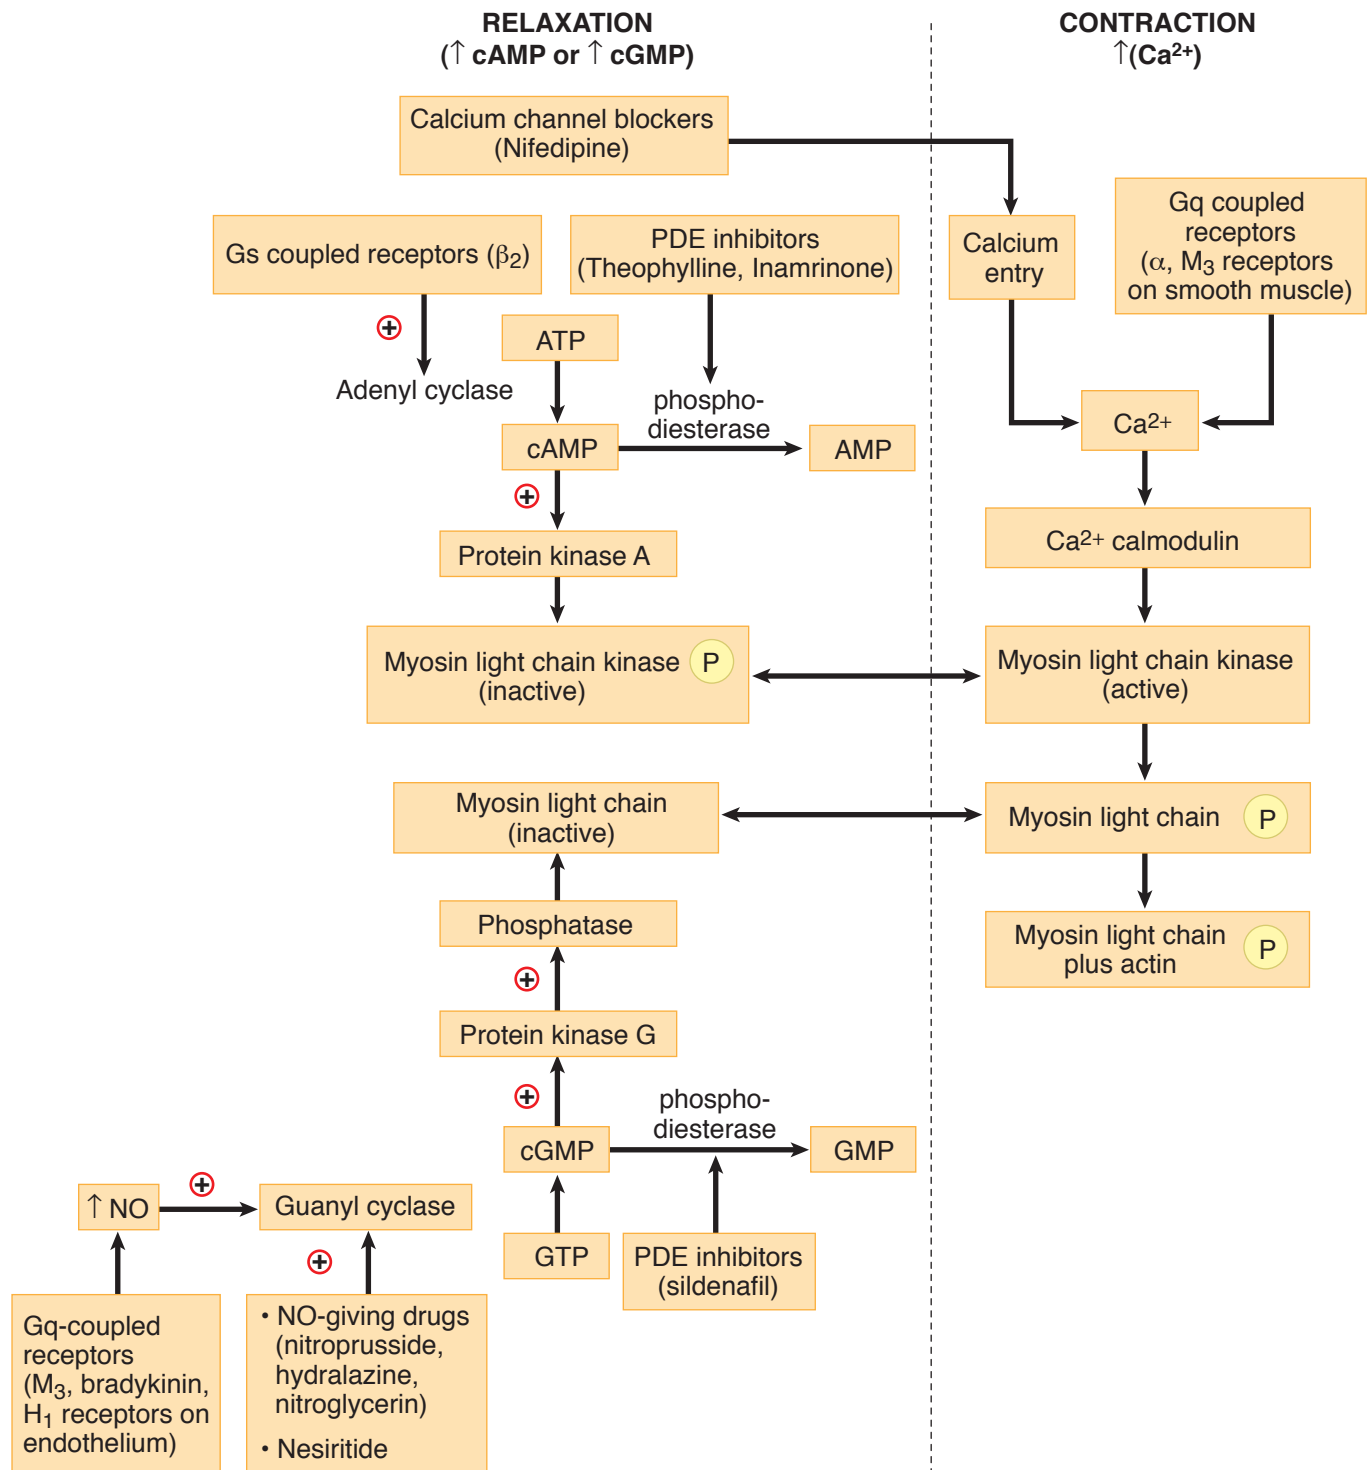 RELAXATION
(↑ cAMP or ↑ cGMP)
CONTRACTION
↑(Ca²⁺)
Calcium channel blockers
(Nifedipine)
Gs coupled receptors (β₂)
PDE inhibitors
(Theophylline, Inamrinone)
Calcium
entry
Gq coupled
receptors
(α, M₃ receptors
on smooth muscle)
+
ATP
Adenyl cyclase
phospho-
diesterase
cAMP
AMP
Ca²⁺
+
Protein kinase A
Ca²⁺ calmodulin
Myosin light chain kinase P
(inactive)
Myosin light chain kinase
(active)
Myosin light chain
(inactive)
Myosin light chain P
Phosphatase
Myosin light chain P
plus actin
+
Protein kinase G
+
phospho-
diesterase
cGMP
GMP
↑ NO
+
Guanyl cyclase
GTP
PDE inhibitors
(sildenafil)
+
Gq-coupled
receptors
(M₃, bradykinin,
H₁ receptors on
endothelium)
• NO-giving drugs
(nitroprusside,
hydralazine,
nitroglycerin)
• Nesiritide